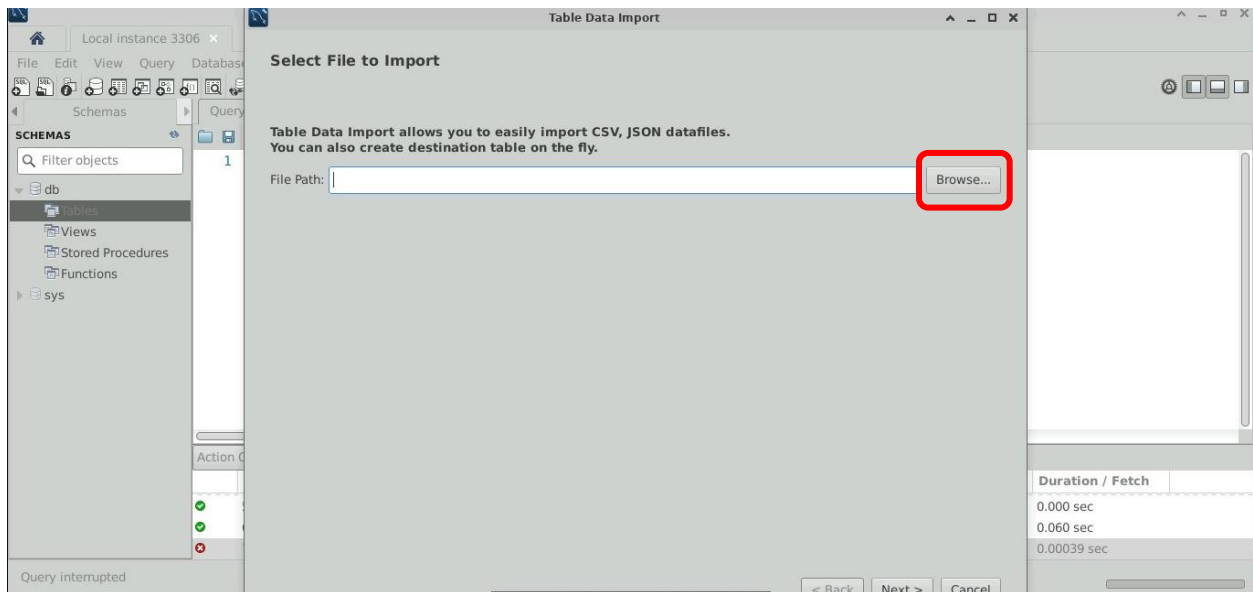 Table Data Import
Local instance 3306
File Edit View Query Databas
Schemas
Query
SCHEMAS
Filter objects
db
Tables
Views
Stored Procedures
Functions
sys
1
Select File to Import
Table Data Import allows you to easily import CSV, JSON datafiles.
You can also create destination table on the fly.
File Path:
Browse...
Action
Duration / Fetch
0.000 sec
0.060 sec
0.00039 sec
Query interrupted
< Back
Next >
Cancel